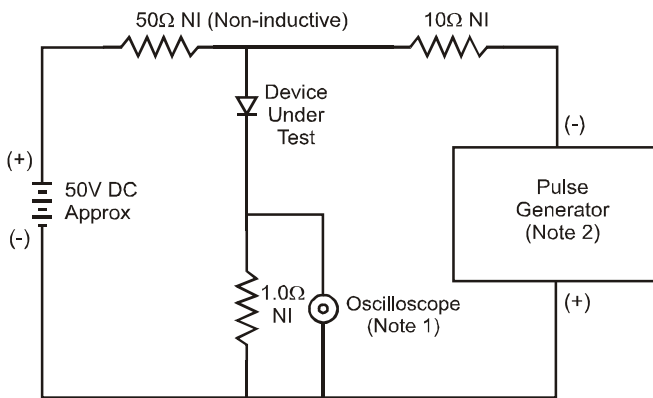 50Ω NI (Non-inductive)
10Ω NI
Device
Under
Test
(+)
50V DC
Approx
(-)
(-)
Pulse
Generator
(Note 2)
(+)
1.0Ω
NI
Oscilloscope
(Note 1)